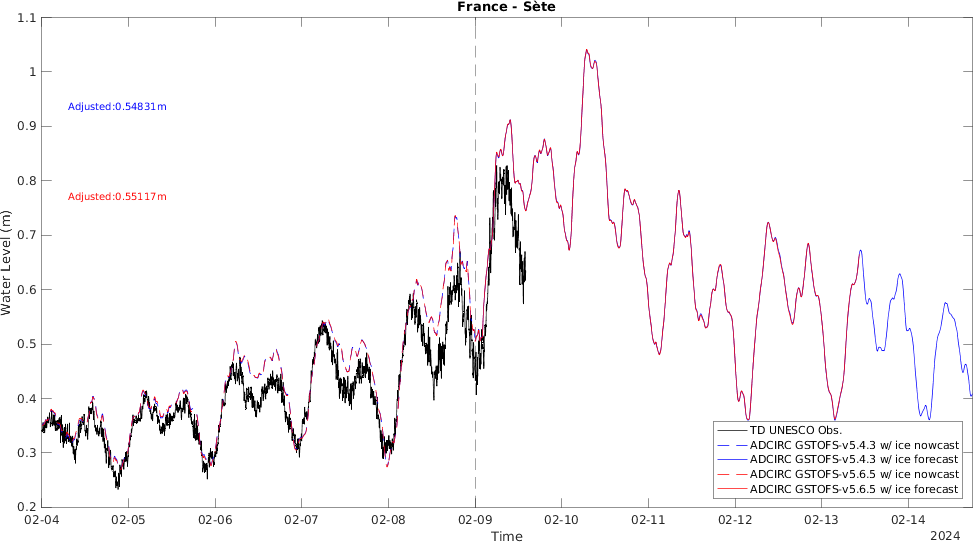 France - Sète
Water Level (m)
1.1
1
0.9
0.8
0.7
0.6
0.5
0.4
0.3
0.2
Adjusted:0.54831m
Adjusted:0.55117m
TD UNESCO Obs.
ADCIRC GSTOFS-v5.4.3 w/ ice nowcast
ADCIRC GSTOFS-v5.4.3 w/ ice forecast
ADCIRC GSTOFS-v5.6.5 w/ ice nowcast
ADCIRC GSTOFS-v5.6.5 w/ ice forecast
02-04 02-05 02-06 02-07 02-08 02-09 02-10 02-11 02-12 02-13 02-14
Time
2024